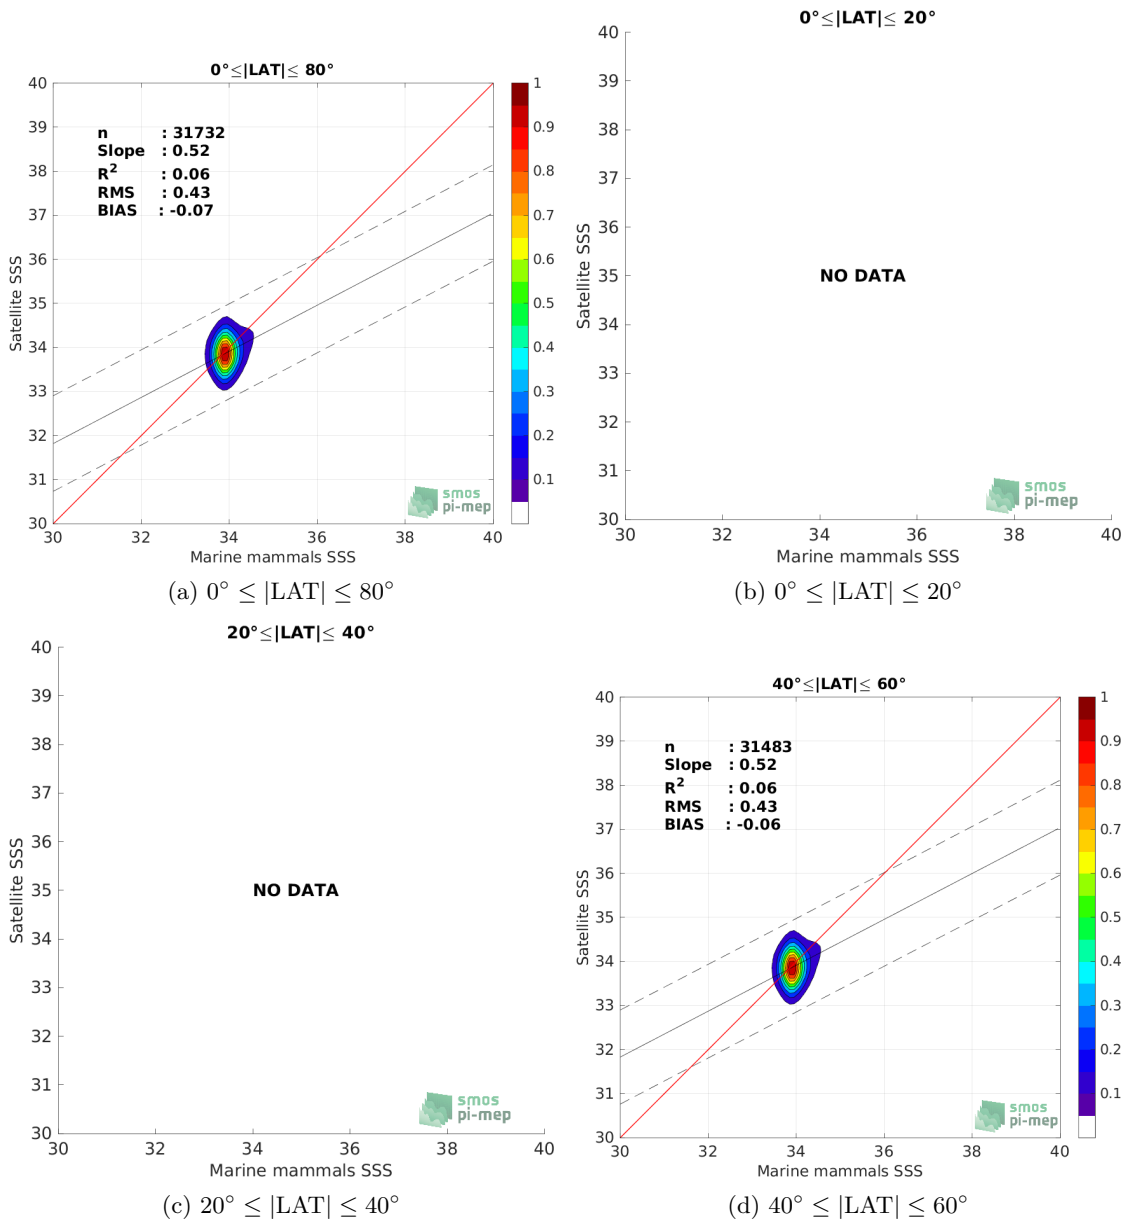 0°≤|LAT|≤ 80°
40
39
38
37
36
35
34
33
32
31
30
Satellite SSS
n : 31732
Slope : 0.52
R² : 0.06
RMS : 0.43
BIAS : -0.07
smos
pi-mep
30 32 34 36 38 40
Marine mammals SSS
1
0.9
0.8
0.7
0.6
0.5
0.4
0.3
0.2
0.1
(a) 0° ≤ |LAT| ≤ 80°
0°≤|LAT|≤ 20°
40
39
38
37
36
35
34
33
32
31
30
Satellite SSS
NO DATA
smos
pi-mep
30 32 34 36 38 40
Marine mammals SSS
(b) 0° ≤ |LAT| ≤ 20°
20°≤|LAT|≤ 40°
40
39
38
37
36
35
34
33
32
31
30
Satellite SSS
NO DATA
smos
pi-mep
30 32 34 36 38 40
Marine mammals SSS
(c) 20° ≤ |LAT| ≤ 40°
40°≤|LAT|≤ 60°
40
39
38
37
36
35
34
33
32
31
30
Satellite SSS
n : 31483
Slope : 0.52
R² : 0.06
RMS : 0.43
BIAS : -0.06
smos
pi-mep
30 32 34 36 38 40
Marine mammals SSS
1
0.9
0.8
0.7
0.6
0.5
0.4
0.3
0.2
0.1
(d) 40° ≤ |LAT| ≤ 60°